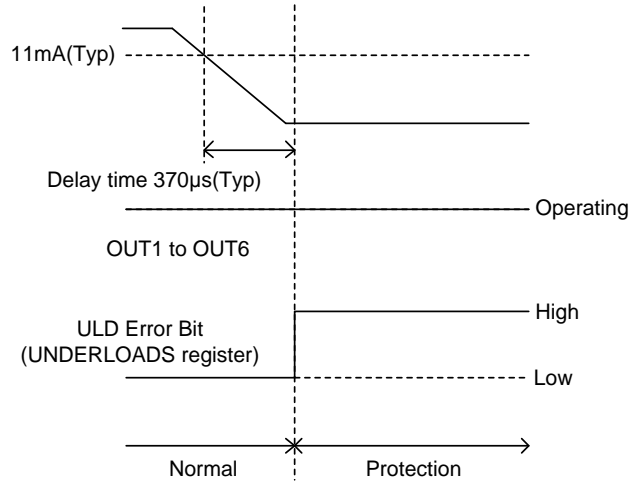 11mA(Typ)
Delay time 370μs(Typ)
Operating
OUT1 to OUT6
High
ULD Error Bit
(UNDERLOADS register)
Low
Normal
Protection